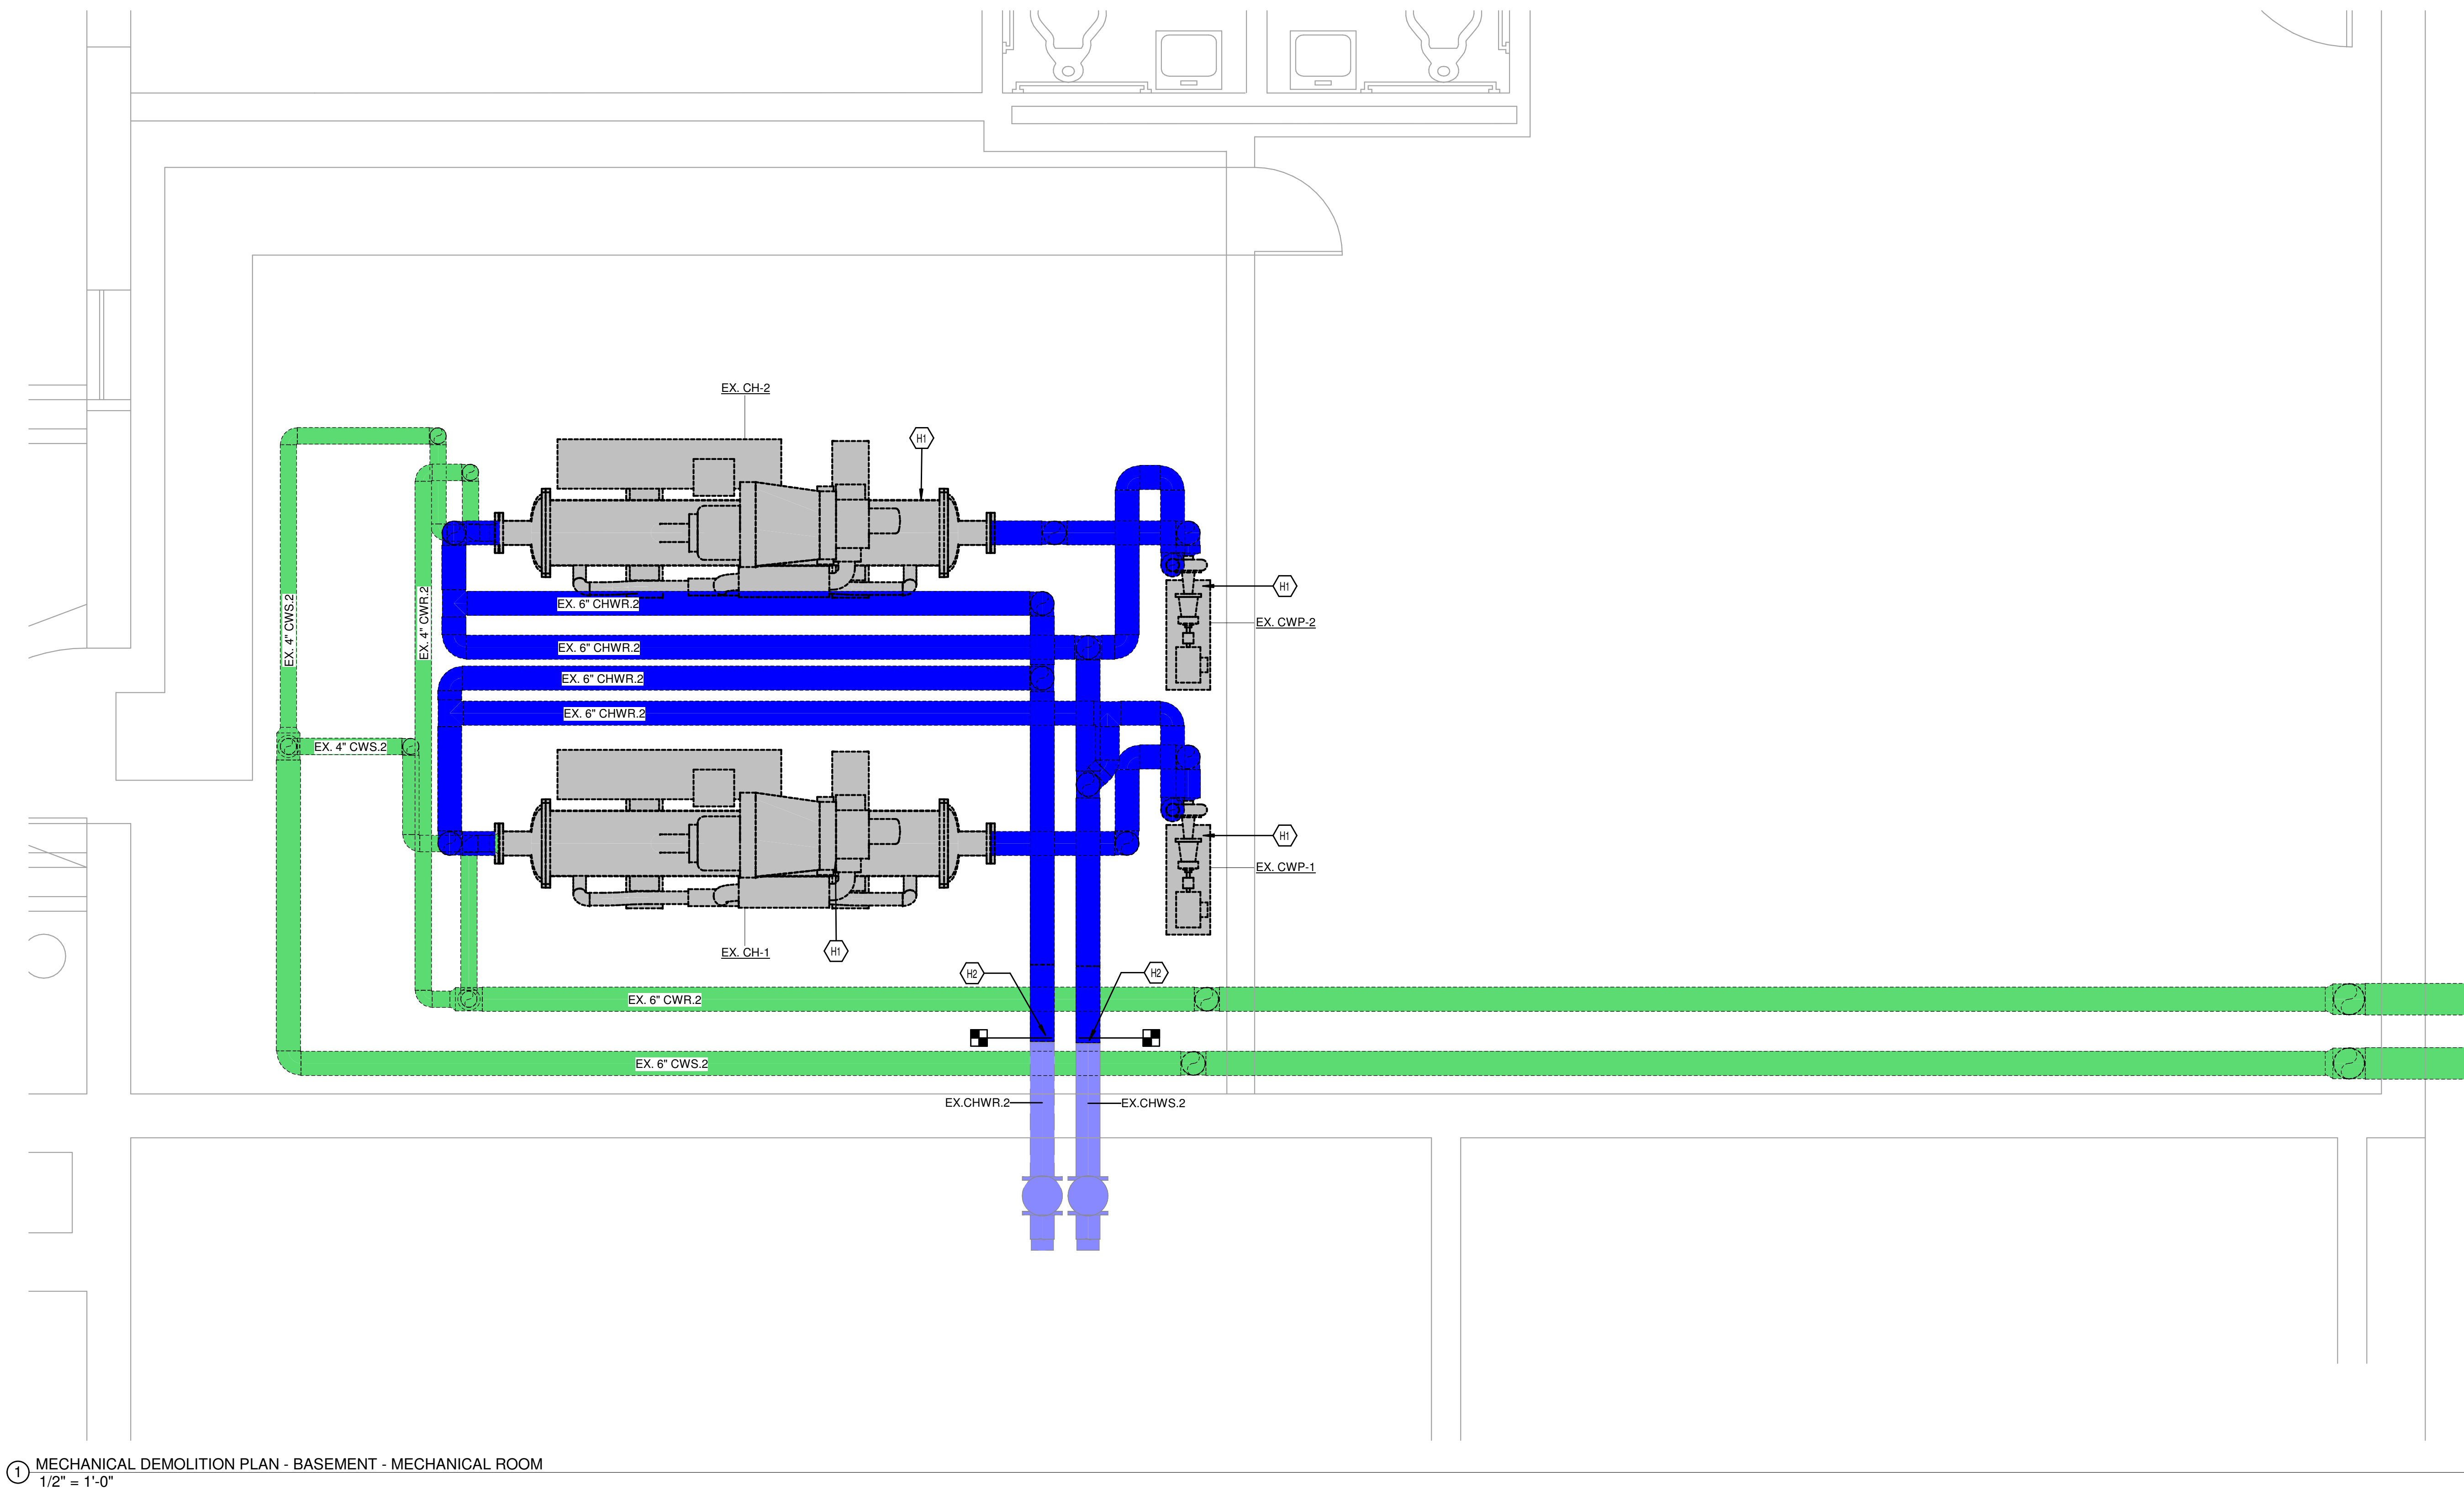 EX. CH-2
H1
EX. 4" CWS.2
EX. 4" CWR.2
EX. 6" CHWR.2
H1
EX. CWP-2
EX. 6" CHWR.2
EX. 6" CHWR.2
EX. 6" CHWR.2
EX. 4" CWS.2
H1
EX. CWP-1
EX. CH-1
H1
H2
H2
EX. 6" CWR.2
EX. 6" CWS.2
EX.CHWR.2
EX.CHWS.2
1
MECHANICAL DEMOLITION PLAN - BASEMENT - MECHANICAL ROOM
1/2" = 1'-0"